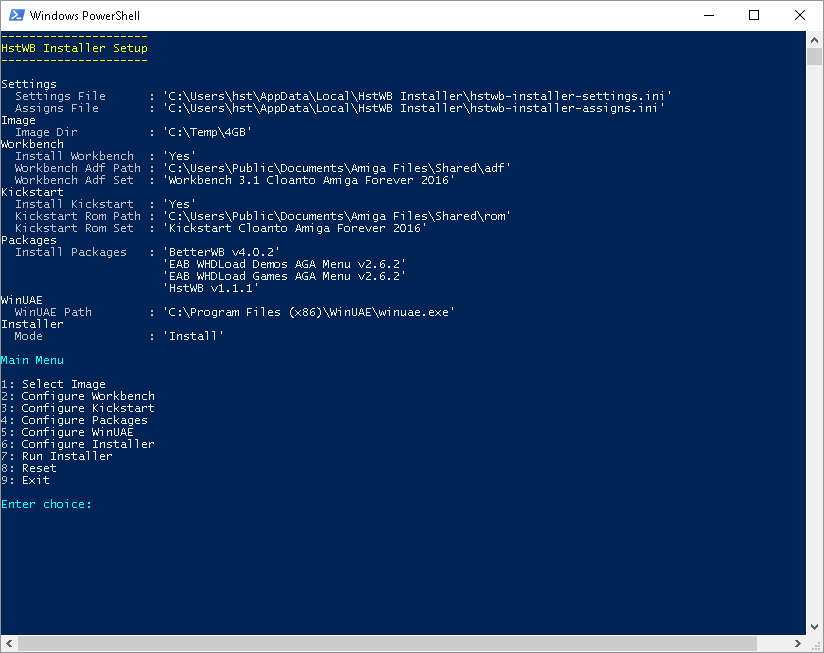 Windows PowerShell
---------------------
HstWB Installer Setup
---------------------
Settings
  Settings File      : 'C:\Users\hst\AppData\Local\HstWB Installer\hstwb-installer-settings.ini'
  Assigns File       : 'C:\Users\hst\AppData\Local\HstWB Installer\hstwb-installer-assigns.ini'
Image
  Image Dir          : 'C:\Temp\4GB'
Workbench
  Install Workbench  : 'Yes'
  Workbench Adf Path : 'C:\Users\Public\Documents\Amiga Files\Shared\adf'
  Workbench Adf Set  : 'Workbench 3.1 Cloanto Amiga Forever 2016'
Kickstart
  Install Kickstart  : 'Yes'
  Kickstart Rom Path : 'C:\Users\Public\Documents\Amiga Files\Shared\rom'
  Kickstart Rom Set  : 'Kickstart Cloanto Amiga Forever 2016'
Packages
  Install Packages   : 'BetterWB v4.0.2'
                       'EAB WHDLoad Demos AGA Menu v2.6.2'
                       'EAB WHDLoad Games AGA Menu v2.6.2'
                       'HstWB v1.1.1'
WinUAE
  WinUAE Path        : 'C:\Program Files (x86)\WinUAE\winuae.exe'
Installer
  Mode               : 'Install'
Main Menu
1: Select Image
2: Configure Workbench
3: Configure Kickstart
4: Configure Packages
5: Configure WinUAE
6: Configure Installer
7: Run Installer
8: Reset
9: Exit
Enter choice: